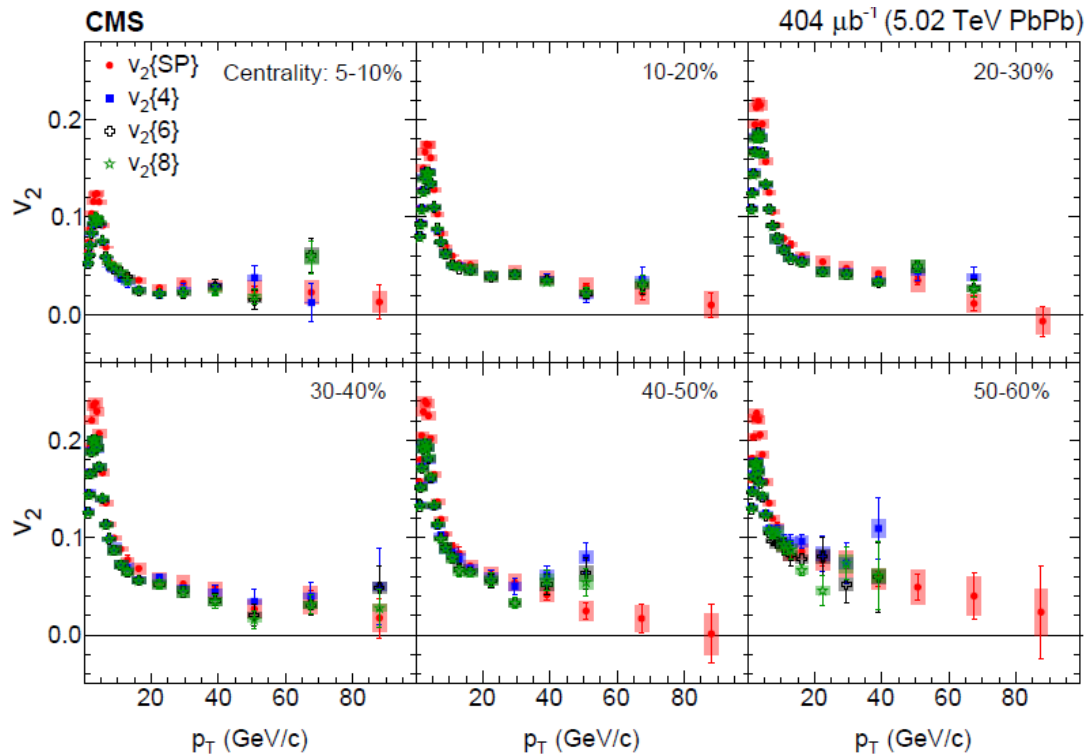 CMS 404 μb⁻¹ (5.02 TeV PbPb)
v₂{SP}
v₂{4}
v₂{6}
v₂{8}
Centrality: 5-10%
10-20%
20-30%
v₂
0.2
0.1
0.0
30-40%
40-50%
50-60%
v₂
0.2
0.1
0.0
0 20 40 60 80 0 20 40 60 80 0 20 40 60 80
p_T (GeV/c) p_T (GeV/c) p_T (GeV/c)